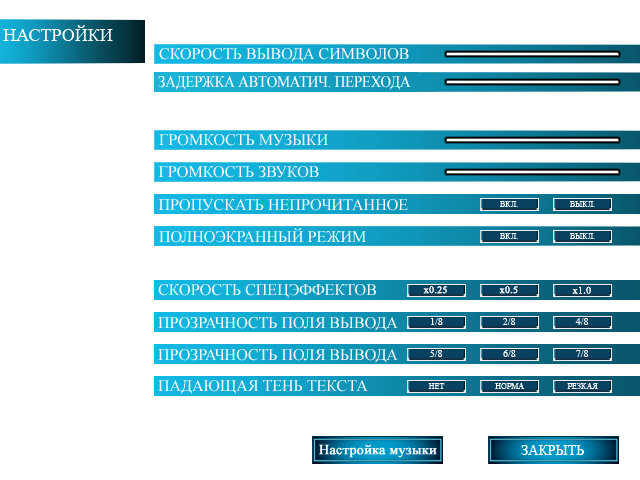 НАСТРОЙКИ
СКОРОСТЬ ВЫВОДА СИМВОЛОВ
ЗАДЕРЖКА АВТОМАТИЧ. ПЕРЕХОДА
ГРОМКОСТЬ МУЗЫКИ
ГРОМКОСТЬ ЗВУКОВ
ПРОПУСКАТЬ НЕПРОЧИТАННОЕ ВКЛ. ВЫКЛ.
ПОЛНОЭКРАННЫЙ РЕЖИМ ВКЛ. ВЫКЛ.
СКОРОСТЬ СПЕЦЭФФЕКТОВ x0.25 x0.5 x1.0
ПРОЗРАЧНОСТЬ ПОЛЯ ВЫВОДА 1/8 2/8 4/8
ПРОЗРАЧНОСТЬ ПОЛЯ ВЫВОДА 5/8 6/8 7/8
ПАДАЮЩАЯ ТЕНЬ ТЕКСТА НЕТ НОРМА РЕЗКАЯ
Настройка музыки ЗАКРЫТЬ